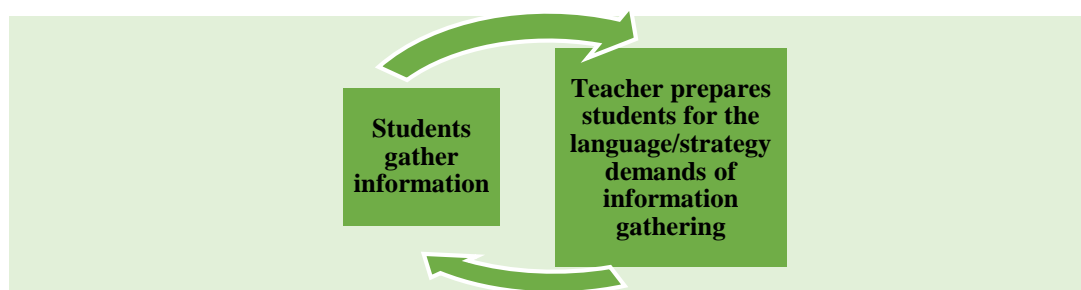 Students
gather
information
Teacher prepares
students for the
language/strategy
demands of
information
gathering